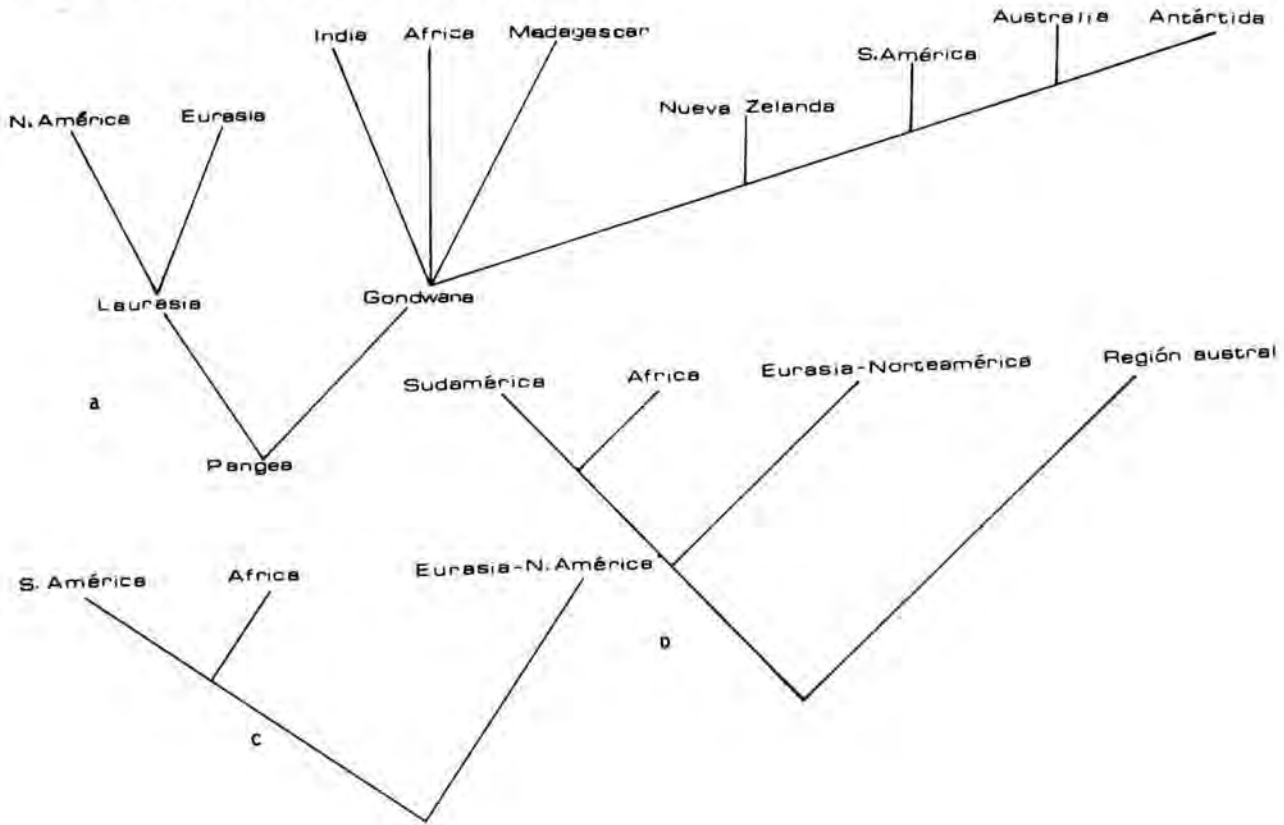 Australia
Antártida
India
Africa
Madagascar
S.América
N.América
Eurasia
Nueva Zelanda
Laurasia
Gondwana
Pangea
a
Sudamérica
Africa
Eurasia-Norteamérica
Región austral
D
S. América
Africa
Eurasia-N.América
C